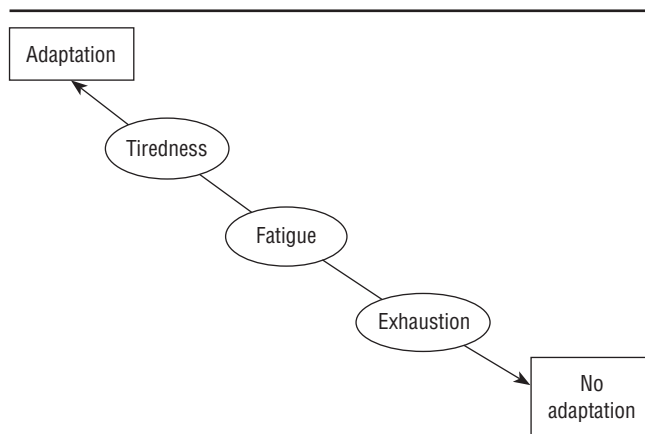 Adaptation
Tiredness
Fatigue
Exhaustion
No
adaptation